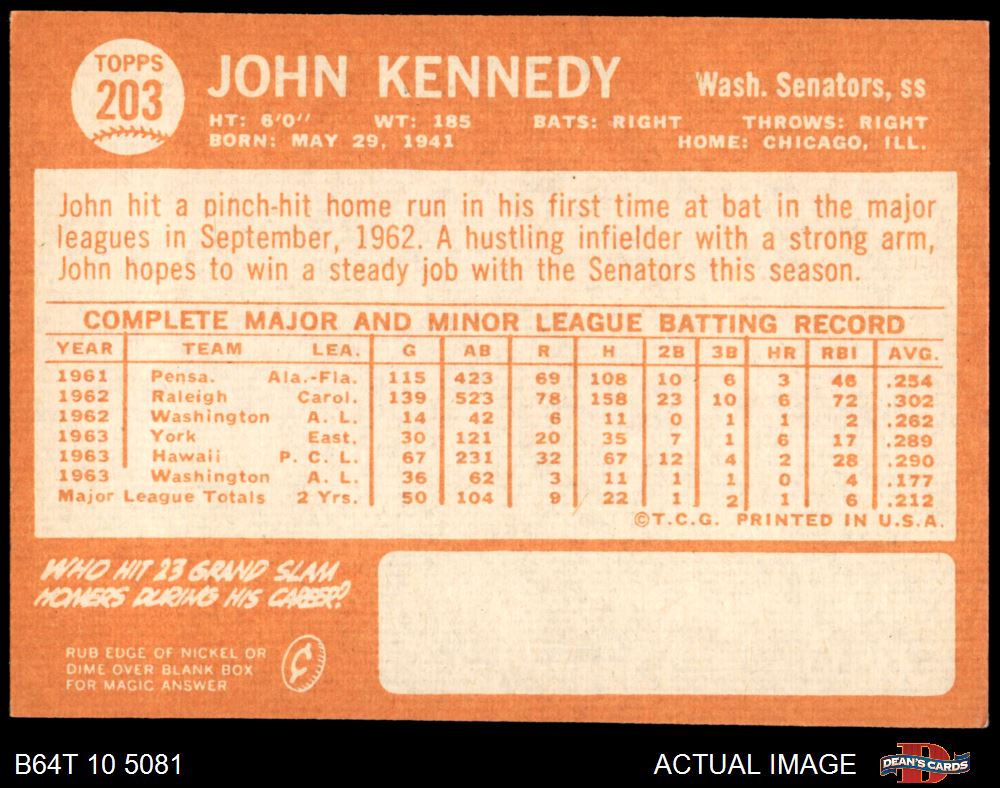 TOPPS
203
JOHN KENNEDY
Wash. Senators, ss
HT: 6'0'' WT: 185 BATS: RIGHT THROWS: RIGHT
BORN: MAY 29, 1941 HOME: CHICAGO, ILL.
John hit a pinch-hit home run in his first time at bat in the major
leagues in September, 1962. A hustling infielder with a strong arm,
John hopes to win a steady job with the Senators this season.
COMPLETE MAJOR AND MINOR LEAGUE BATTING RECORD
YEAR TEAM LEA. G AB R H 2B 3B HR RBI AVG.
1961 Pensa. Ala.-Fla. 115 423 69 108 10 6 3 46 .254
1962 Raleigh Carol. 139 523 78 158 23 10 6 72 .302
1962 Washington A. L. 14 42 6 11 0 1 1 2 .262
1963 York East. 30 121 20 35 7 1 6 17 .289
1963 Hawaii P. C. L. 67 231 32 67 12 4 2 28 .290
1963 Washington A. L. 36 62 3 11 1 1 0 4 .177
Major League Totals 2 Yrs. 50 104 9 22 1 2 1 6 .212
©T.C.G. PRINTED IN U.S.A.
WHO HIT 23 GRAND SLAM
HOMERS DURING HIS CAREER?
RUB EDGE OF NICKEL OR
DIME OVER BLANK BOX
FOR MAGIC ANSWER
¢
B64T 10 5081
ACTUAL IMAGE
DEAN'S CARDS